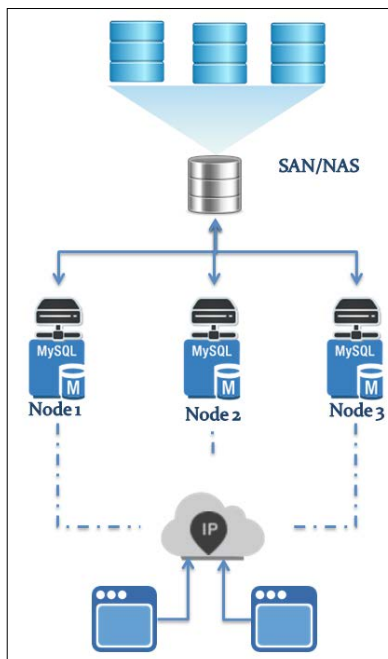 SAN/NAS
MySQL MySQL MySQL
M M M
Node 1 Node 2 Node 3
IP